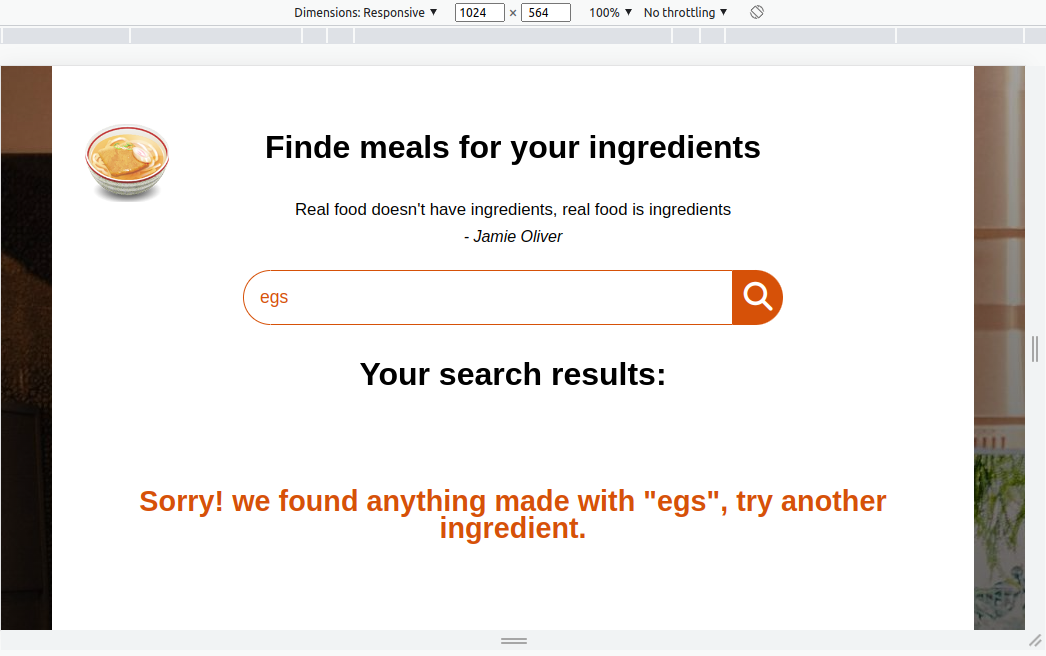 Dimensions: Responsive ▼ 1024 × 564 100% ▼ No throttling ▼
Finde meals for your ingredients
Real food doesn't have ingredients, real food is ingredients
- Jamie Oliver
egs
Your search results:
Sorry! we found anything made with "egs", try another
ingredient.